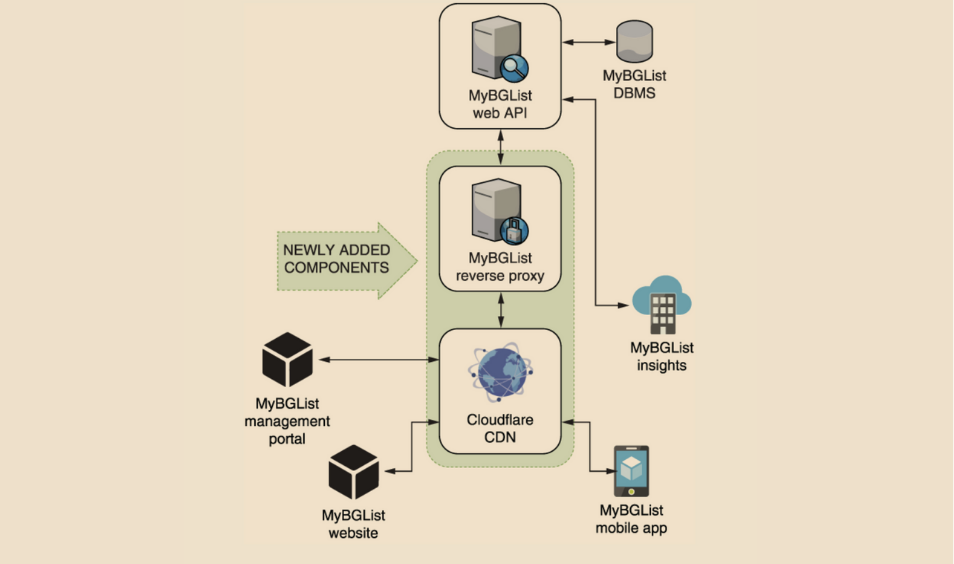 MyBGList
web API
MyBGList
DBMS
NEWLY ADDED
COMPONENTS
MyBGList
reverse proxy
MyBGList
insights
MyBGList
management
portal
Cloudflare
CDN
MyBGList
website
MyBGList
mobile app